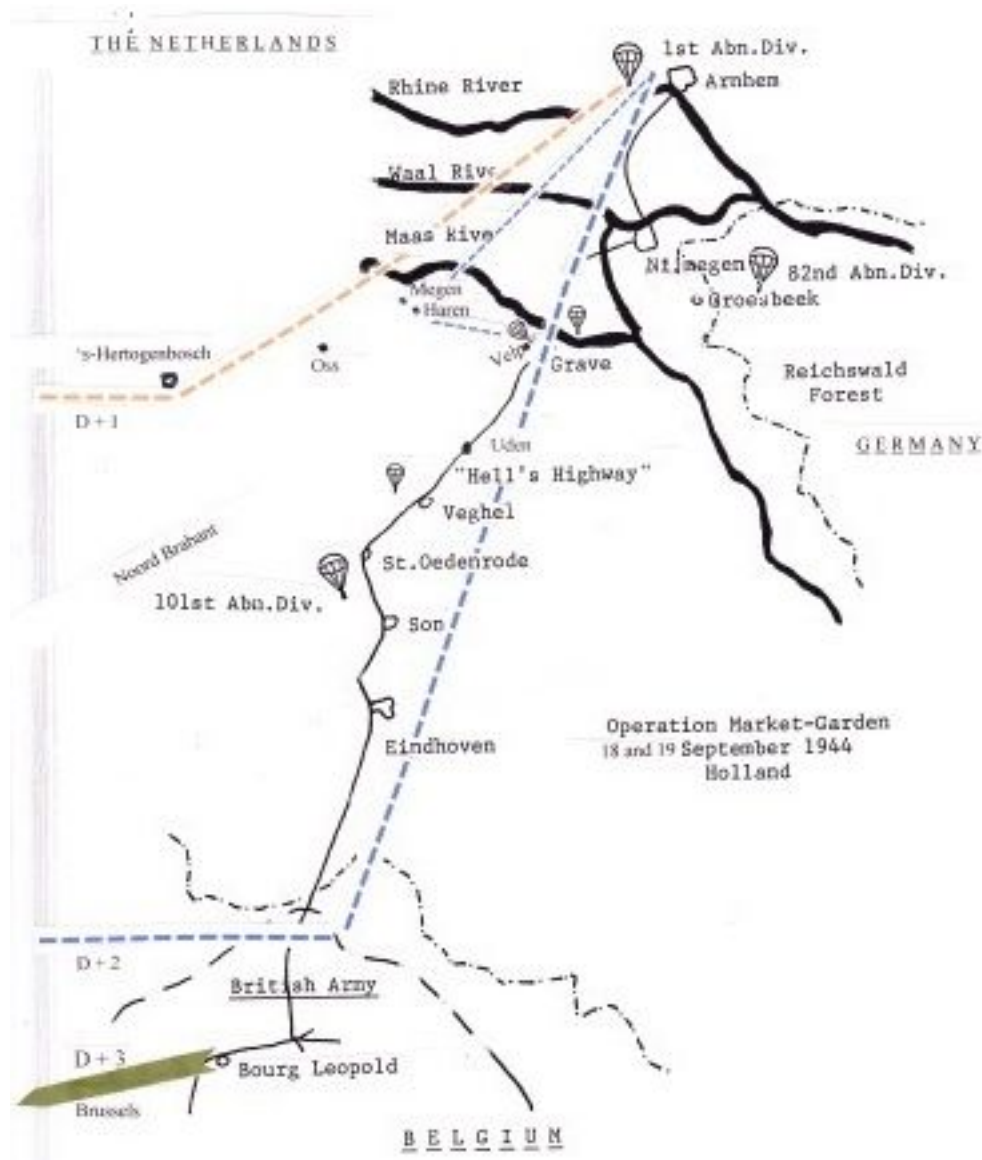 THE NETHERLANDS
1st Abn.Div.
Arnhem
Rhine River
Waal Rive
Maas Rive
Nijmegen
82nd Abn.Div.
Groesbeek
Megen
Haren
's-Hertogenbosch
Oss
Velp
Grave
Reichswald
Forest
D + 1
GERMANY
Uden
"Hell's Highway"
Veghel
Noord Brabant
St.Oedenrode
101st Abn.Div.
Son
Eindhoven
Operation Market-Garden
18 and 19 September 1944
Holland
D + 2
British Army
D + 3
Bourg Leopold
Brussels
BELGIUM